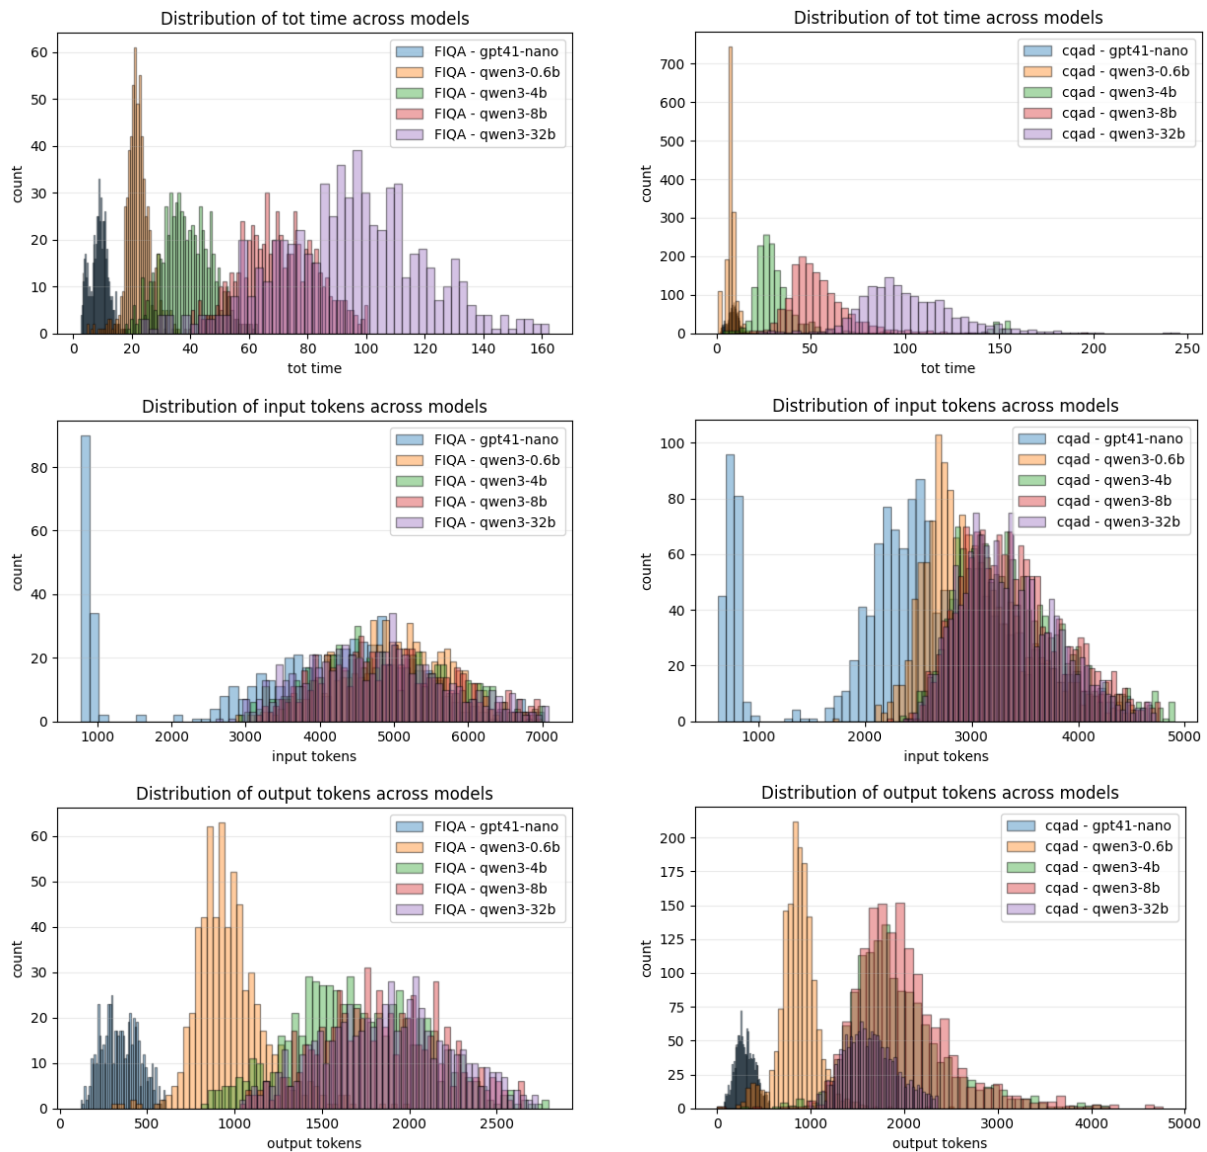 Distribution of tot time across models
60
50
40
30
20
10
0
count
0 20 40 60 80 100 120 140 160
tot time
FIQA - gpt41-nano
FIQA - qwen3-0.6b
FIQA - qwen3-4b
FIQA - qwen3-8b
FIQA - qwen3-32b
Distribution of tot time across models
700
600
500
400
300
200
100
0
count
0 50 100 150 200 250
tot time
cqad - gpt41-nano
cqad - qwen3-0.6b
cqad - qwen3-4b
cqad - qwen3-8b
cqad - qwen3-32b
Distribution of input tokens across models
80
60
40
20
0
count
1000 2000 3000 4000 5000 6000 7000
input tokens
FIQA - gpt41-nano
FIQA - qwen3-0.6b
FIQA - qwen3-4b
FIQA - qwen3-8b
FIQA - qwen3-32b
Distribution of input tokens across models
100
80
60
40
20
0
count
1000 2000 3000 4000 5000
input tokens
cqad - gpt41-nano
cqad - qwen3-0.6b
cqad - qwen3-4b
cqad - qwen3-8b
cqad - qwen3-32b
Distribution of output tokens across models
60
50
40
30
20
10
0
count
0 500 1000 1500 2000 2500
output tokens
FIQA - gpt41-nano
FIQA - qwen3-0.6b
FIQA - qwen3-4b
FIQA - qwen3-8b
FIQA - qwen3-32b
Distribution of output tokens across models
200
175
150
125
100
75
50
25
0
count
0 1000 2000 3000 4000 5000
output tokens
cqad - gpt41-nano
cqad - qwen3-0.6b
cqad - qwen3-4b
cqad - qwen3-8b
cqad - qwen3-32b